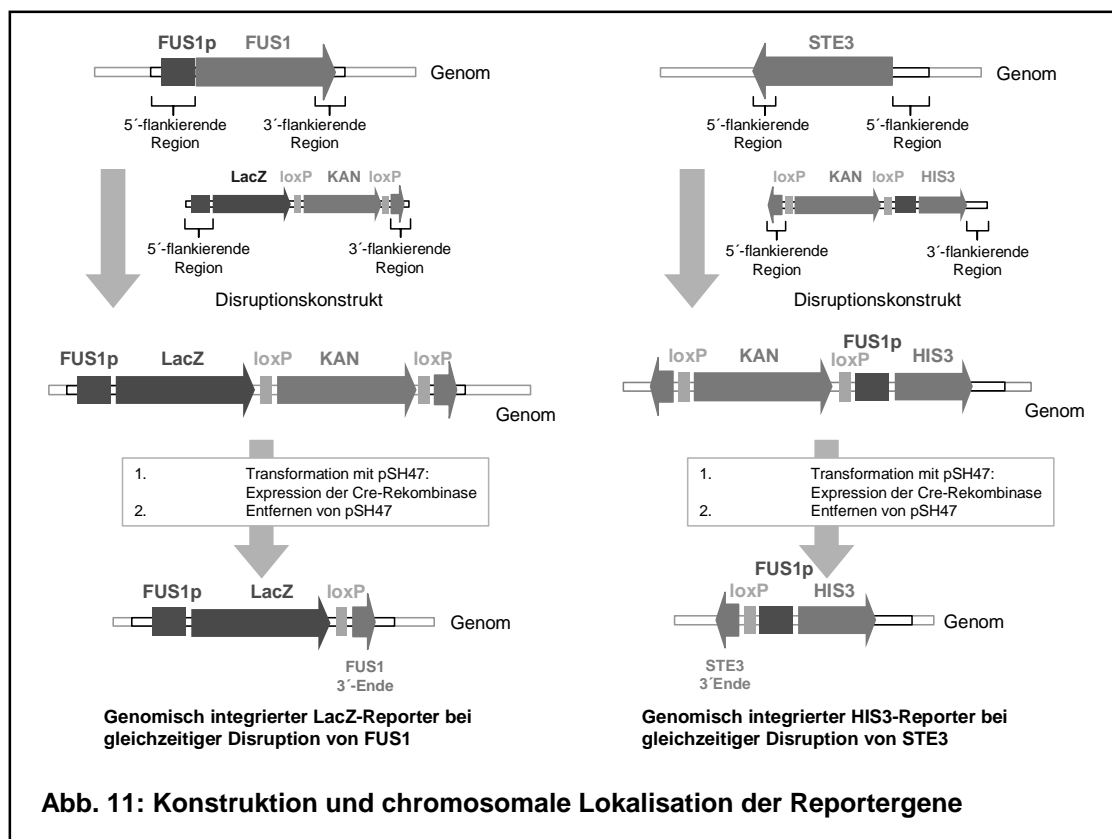 FUS1p FUS1
Genom
5´-flankierende
Region
3´-flankierende
Region
LacZ loxP KAN loxP
5´-flankierende
Region
3´-flankierende
Region
Disruptionskonstrukt
FUS1p LacZ loxP KAN loxP
Genom
1. Transformation mit pSH47:
Expression der Cre-Rekombinase
2. Entfernen von pSH47
FUS1p LacZ loxP
Genom
FUS1
3´-Ende
Genomisch integrierter LacZ-Reporter bei
gleichzeitiger Disruption von FUS1
STE3
Genom
5´-flankierende
Region
5´-flankierende
Region
loxP KAN loxP HIS3
5´-flankierende
Region
3´-flankierende
Region
Disruptionskonstrukt
FUS1p
loxP KAN loxP HIS3
Genom
1. Transformation mit pSH47:
Expression der Cre-Rekombinase
2. Entfernen von pSH47
FUS1p
loxP HIS3
Genom
STE3
3´Ende
Genomisch integrierter HIS3-Reporter bei
gleichzeitiger Disruption von STE3
Abb. 11: Konstruktion und chromosomale Lokalisation der Reportergene